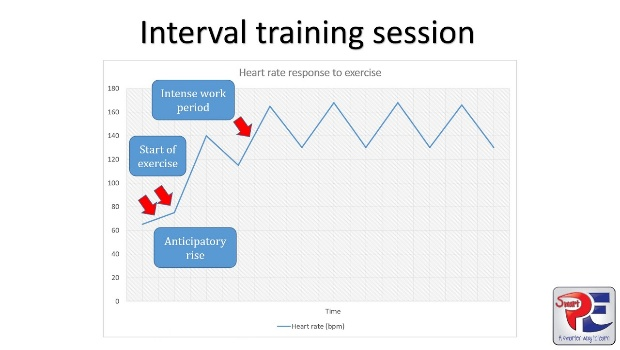 Interval training session
Heart rate response to exercise
180
160
140
120
100
80
60
40
20
0
Intense work
period
Start of
exercise
Anticipatory
rise
Time
Heart rate (bpm)
Smart
PE